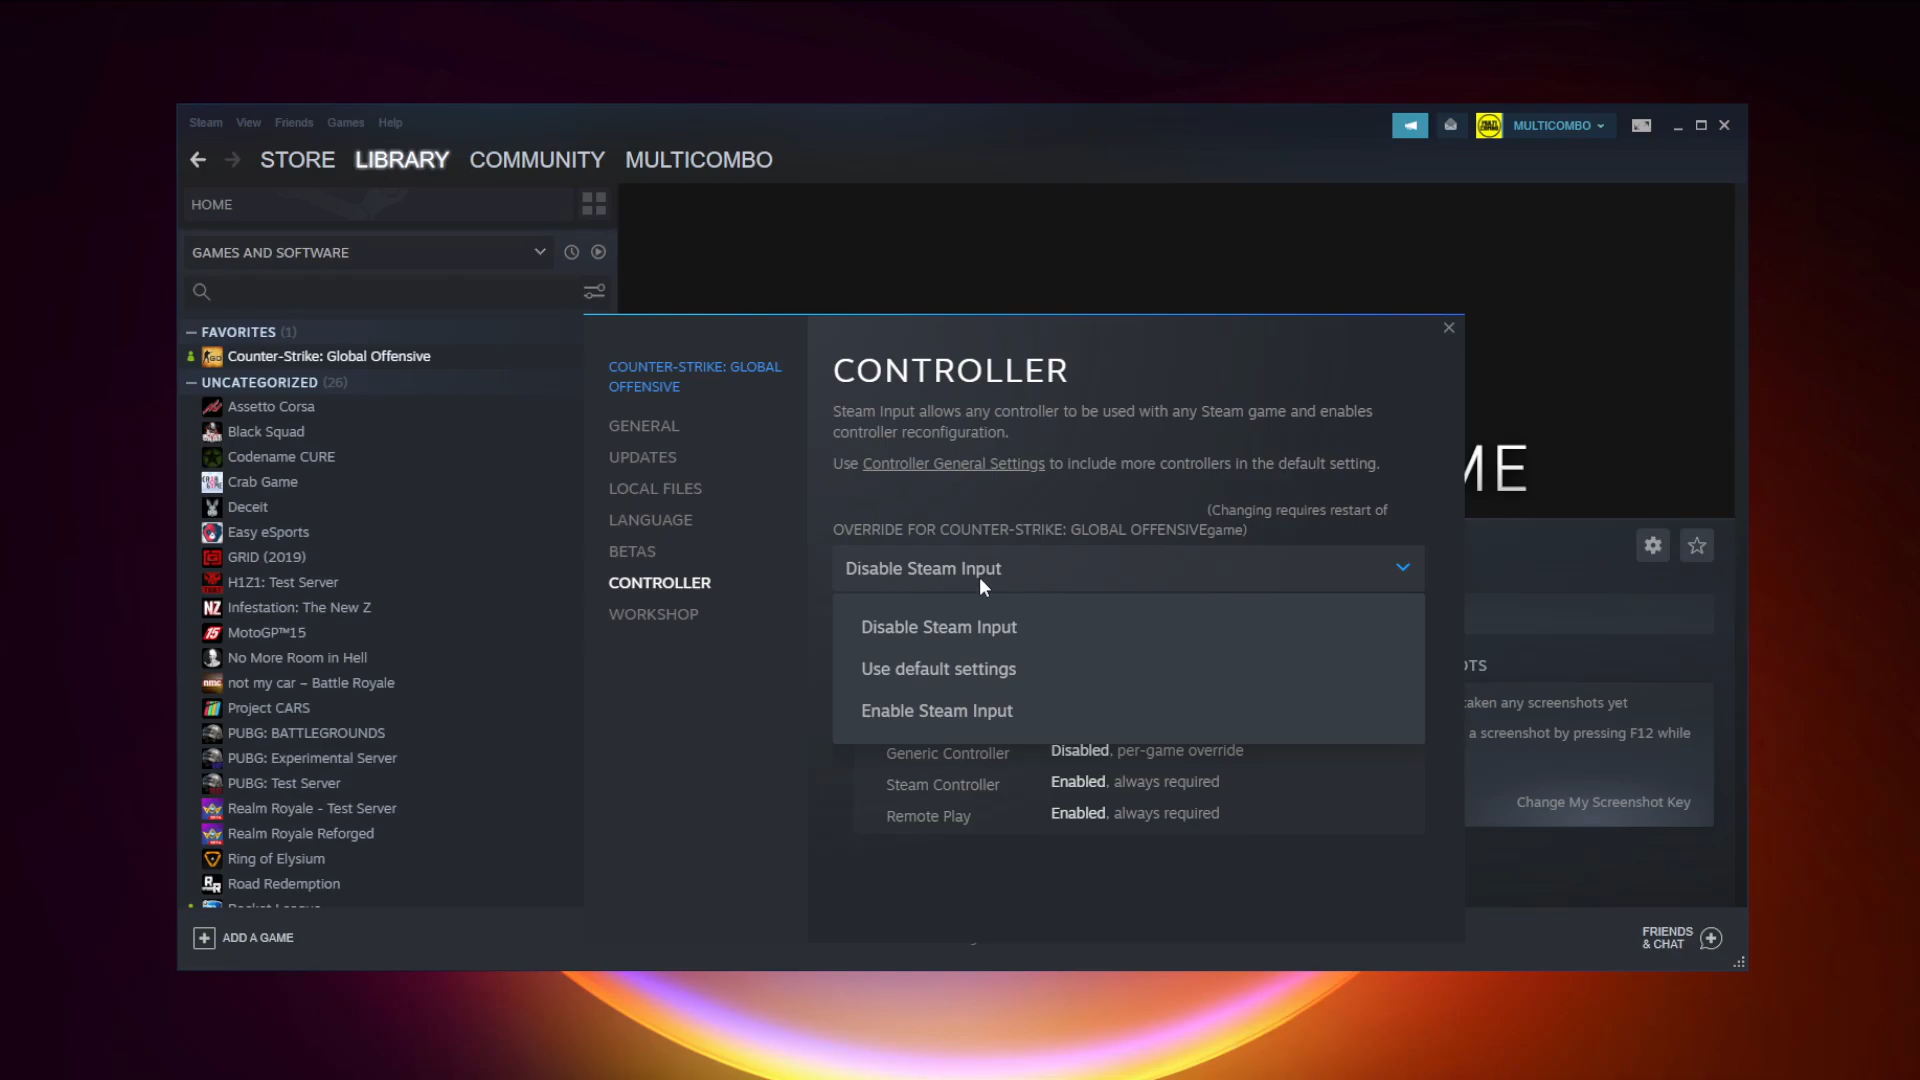 Steam View Friends Games Help
MULTICOMBO
STORE LIBRARY COMMUNITY MULTICOMBO
HOME
GAMES AND SOFTWARE
— FAVORITES (1)
Counter-Strike: Global Offensive
— UNCATEGORIZED (26)
Assetto Corsa
Black Squad
Codename CURE
Crab Game
Deceit
Easy eSports
GRID (2019)
H1Z1: Test Server
Infestation: The New Z
MotoGP™15
No More Room in Hell
not my car – Battle Royale
Project CARS
PUBG: BATTLEGROUNDS
PUBG: Experimental Server
PUBG: Test Server
Realm Royale - Test Server
Realm Royale Reforged
Ring of Elysium
Road Redemption
ADD A GAME
COUNTER-STRIKE: GLOBAL
OFFENSIVE
GENERAL
UPDATES
LOCAL FILES
LANGUAGE
BETAS
CONTROLLER
WORKSHOP
CONTROLLER
Steam Input allows any controller to be used with any Steam game and enables
controller reconfiguration.
Use Controller General Settings to include more controllers in the default setting.
(Changing requires restart of
OVERRIDE FOR COUNTER-STRIKE: GLOBAL OFFENSIVEgame)
Disable Steam Input
Disable Steam Input
Use default settings
Enable Steam Input
Generic Controller Disabled, per-game override
Steam Controller Enabled, always required
Remote Play Enabled, always required
ME
OTS
taken any screenshots yet
a screenshot by pressing F12 while
Change My Screenshot Key
FRIENDS
& CHAT